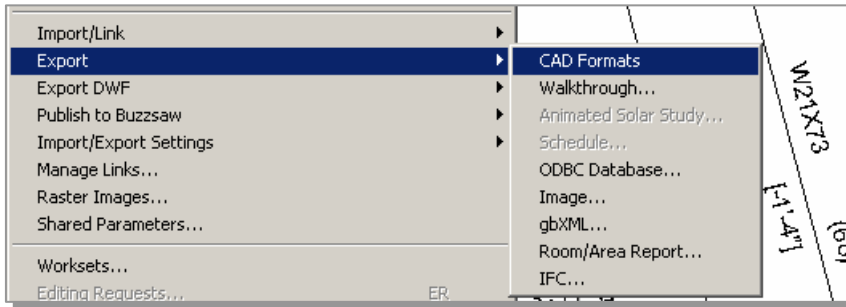 Import/Link
Export
Export DWF
Publish to Buzzsaw
Import/Export Settings
Manage Links...
Raster Images...
Shared Parameters...
Worksets...
Editing Requests... ER
CAD Formats
Walkthrough...
Animated Solar Study...
Schedule...
ODBC Database...
Image...
gbXML...
Room/Area Report...
IFC...
W21X73
[-1'-4"]